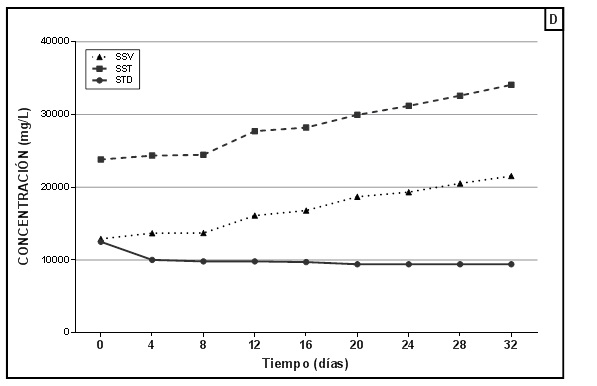 D
40000
SSV
SST
STD
30000
20000
10000
0
CONCENTRACIÓN (mg/L)
0 4 8 12 16 20 24 28 32
Tiempo (días)